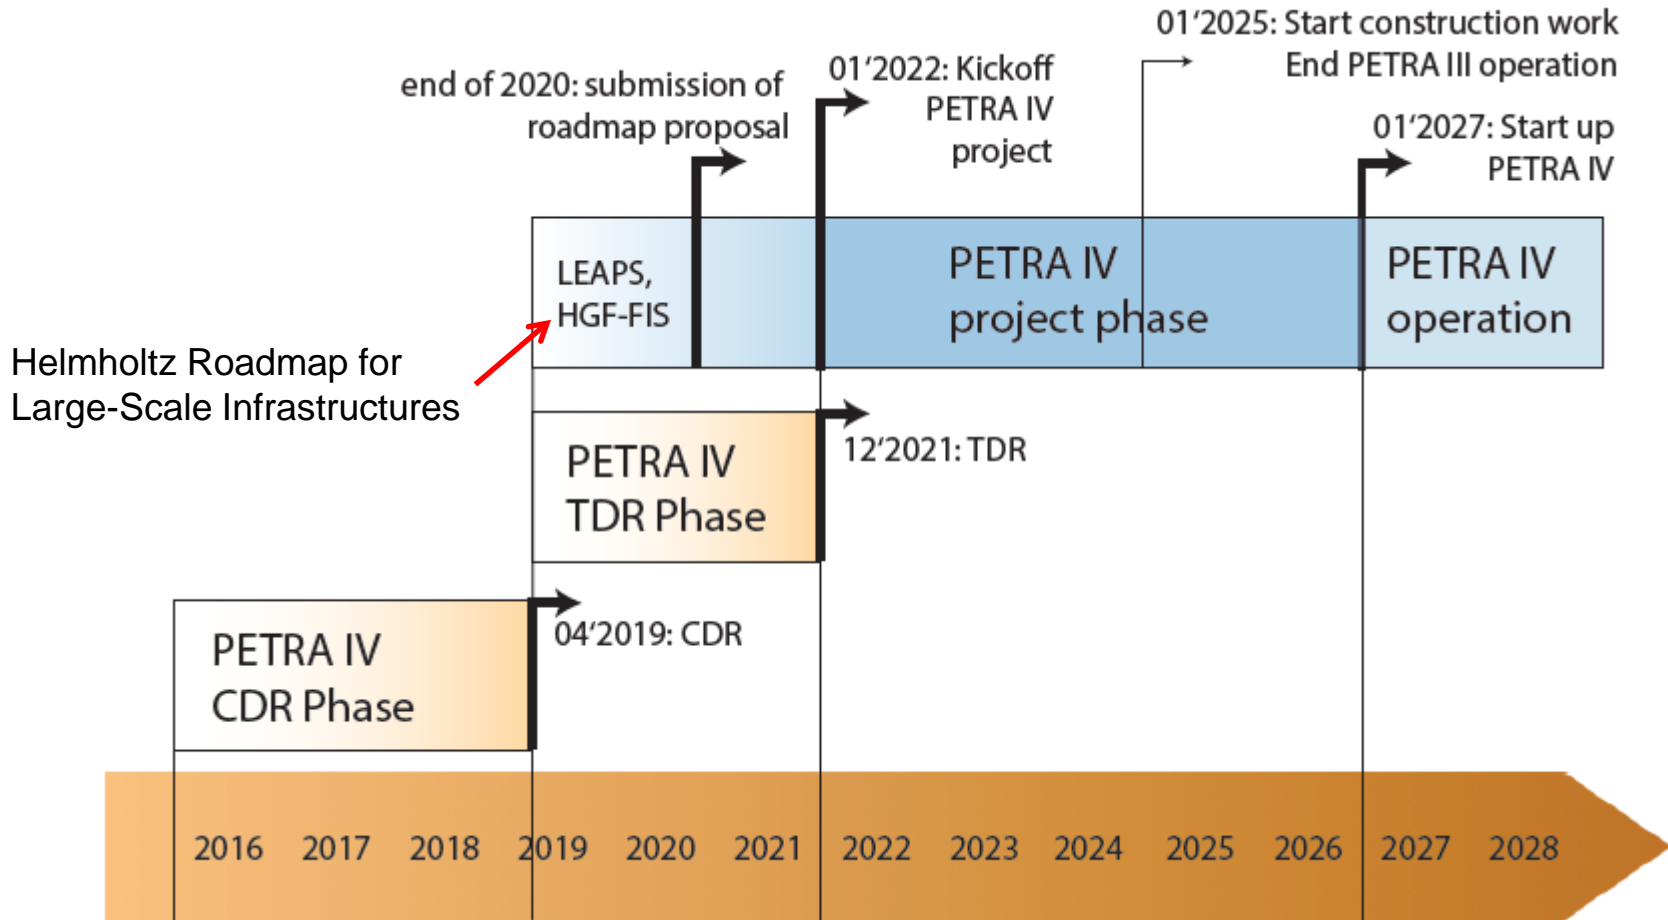 01‘2025: Start construction work
End PETRA III operation
end of 2020: submission of
roadmap proposal
01‘2022: Kickoff
PETRA IV
project
01‘2027: Start up
PETRA IV
LEAPS,
HGF-FIS
PETRA IV
project phase
PETRA IV
operation
Helmholtz Roadmap for
Large-Scale Infrastructures
PETRA IV
TDR Phase
12‘2021: TDR
PETRA IV
CDR Phase
04‘2019: CDR
2016 2017 2018 2019 2020 2021 2022 2023 2024 2025 2026 2027 2028